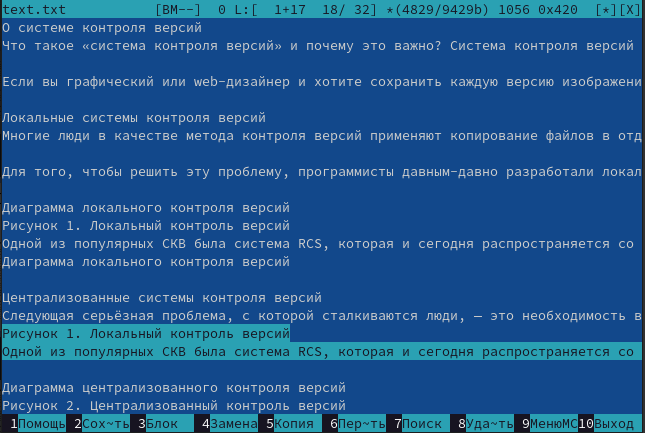 text.txt [BM--] 0 L:[ 1+17 18/ 32] *(4829/9429b) 1056 0x420 [*][X]
О системе контроля версий
Что такое «система контроля версий» и почему это важно? Система контроля версий
Если вы графический или web-дизайнер и хотите сохранить каждую версию изображени
Локальные системы контроля версий
Многие люди в качестве метода контроля версий применяют копирование файлов в отд
Для того, чтобы решить эту проблему, программисты давным-давно разработали локал
Диаграмма локального контроля версий
Рисунок 1. Локальный контроль версий
Одной из популярных СКВ была система RCS, которая и сегодня распространяется со
Диаграмма локального контроля версий
Централизованные системы контроля версий
Следующая серьёзная проблема, с которой сталкиваются люди, — это необходимость в
Рисунок 1. Локальный контроль версий
Одной из популярных СКВ была система RCS, которая и сегодня распространяется со
Диаграмма централизованного контроля версий
Рисунок 2. Централизованный контроль версий
1Помощь 2Сох~ть 3Блок 4Замена 5Копия 6Пер~ть 7Поиск 8Уда~ть 9МенюMC 10Выход